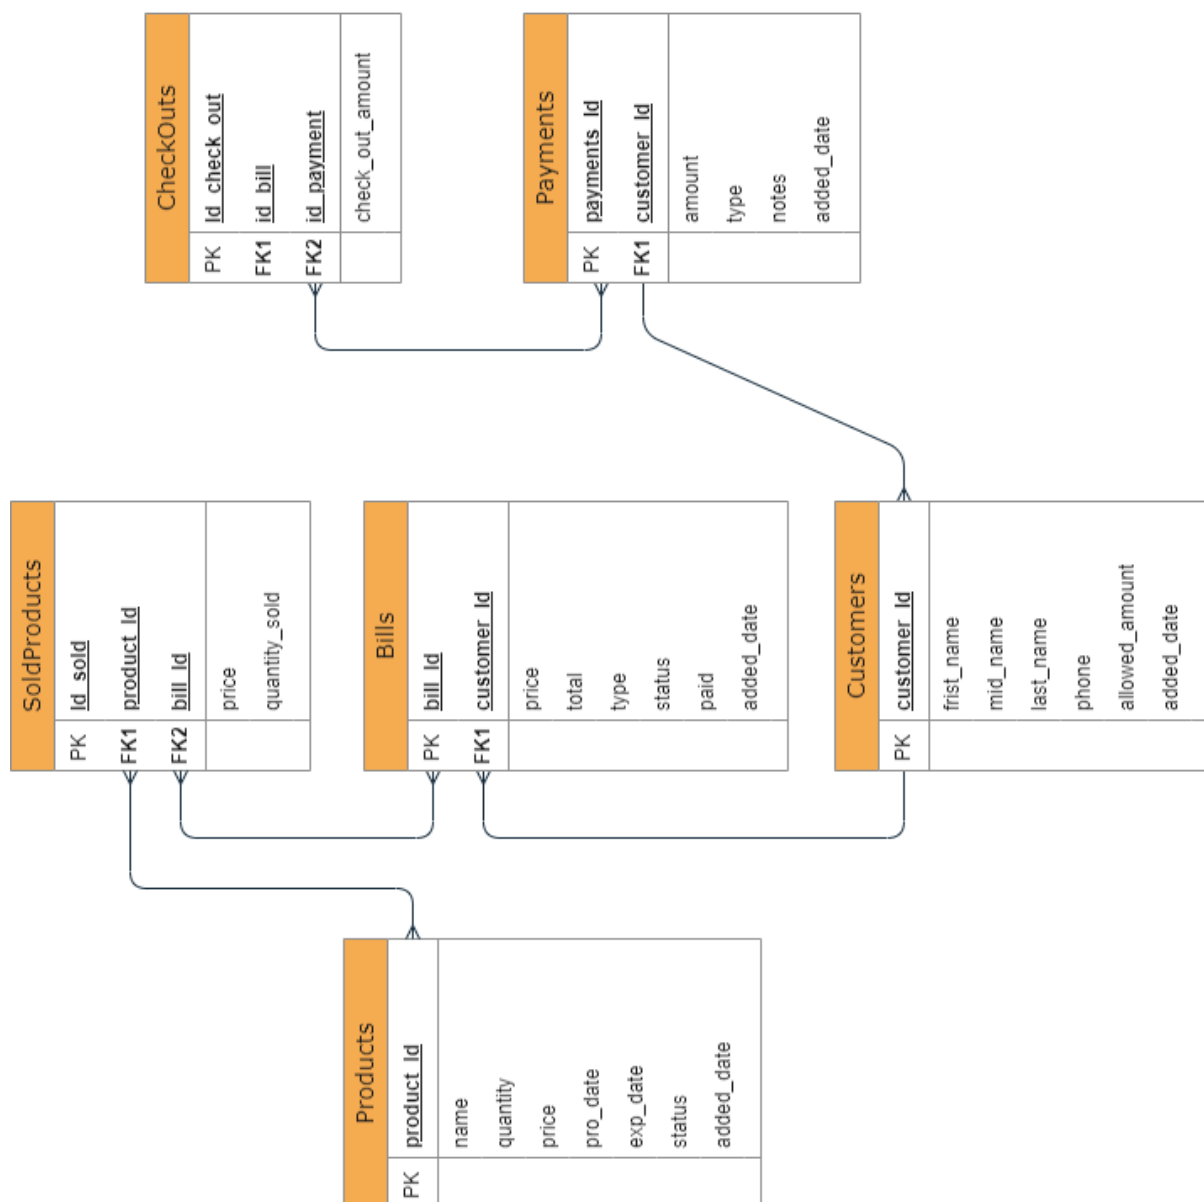 Products
PK product_Id
name
quantity
price
pro_date
exp_date
status
added_date
SoldProducts
PK Id_sold
FK1 product_Id
FK2 bill_Id
price
quantity_sold
Bills
PK bill_Id
FK1 customer_Id
price
total
type
status
paid
added_date
Customers
PK customer_Id
frist_name
mid_name
last_name
phone
allowed_amount
added_date
CheckOuts
PK Id_check_out
FK1 id_bill
FK2 id_payment
check_out_amount
Payments
PK payments_Id
FK1 customer_Id
amount
type
notes
added_date